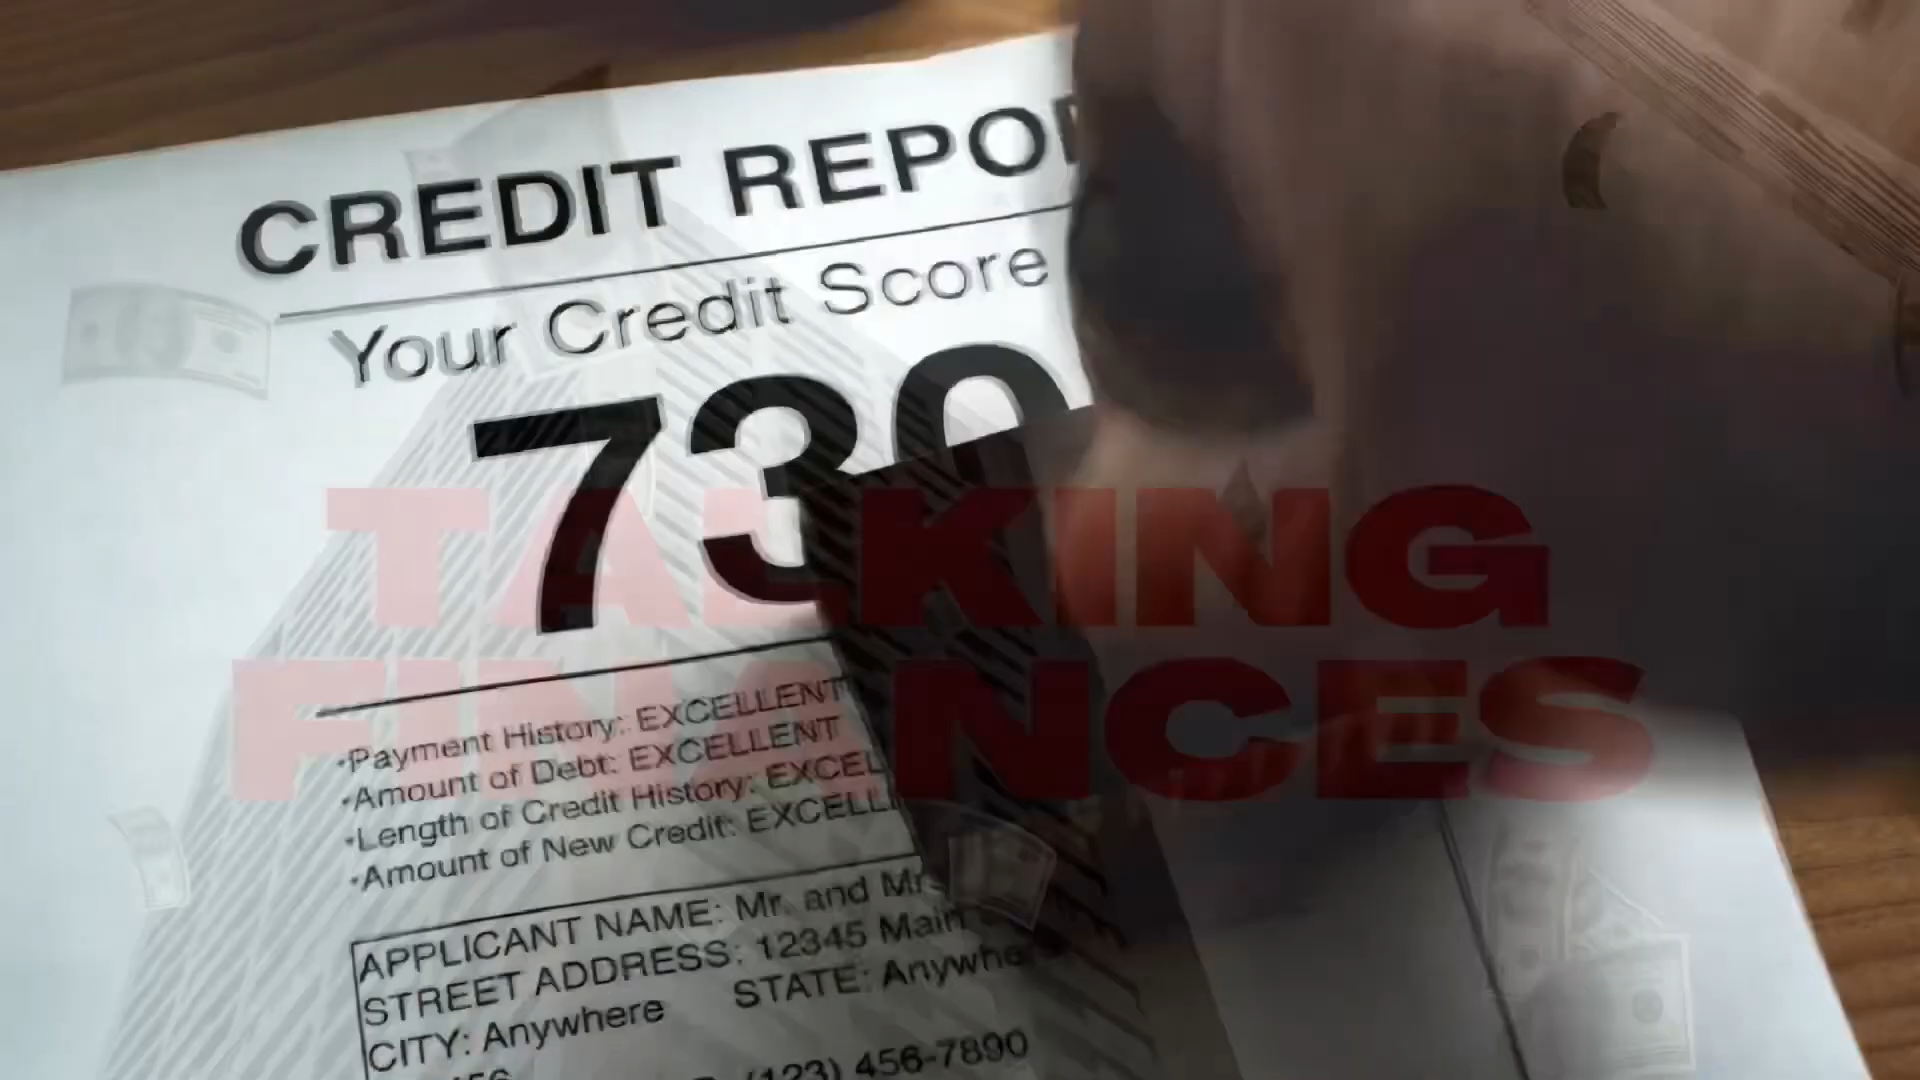 CREDIT REPO
Your Credit Score
730
TALKING
FINANCES
•Payment History: EXCELLENT
•Amount of Debt: EXCELLENT
•Length of Credit History: EXCEL
•Amount of New Credit: EXCELL
APPLICANT NAME: Mr. and Mr
STREET ADDRESS: 12345 Main
CITY: Anywhere STATE: Anywhe
(123) 456-7890